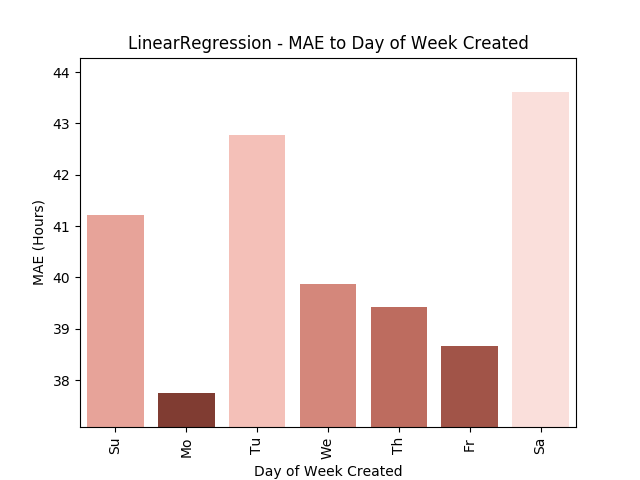 LinearRegression - MAE to Day of Week Created
44
43
42
41
40
39
38
MAE (Hours)
Su
Mo
Tu
We
Th
Fr
Sa
Day of Week Created